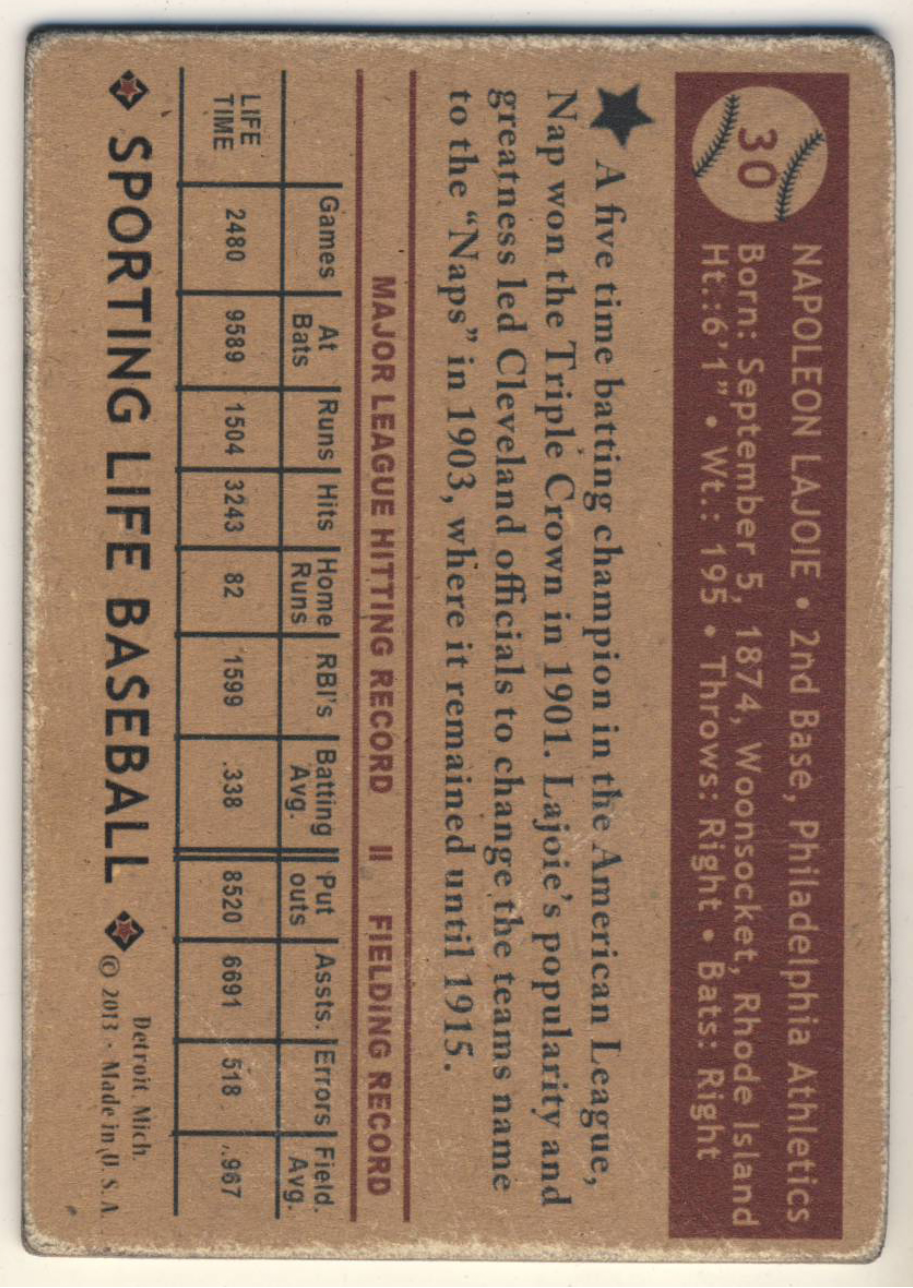 30
NAPOLEON LAJOIE • 2nd Base, Philadelphia Athletics
Born: September 5, 1874, Woonsocket, Rhode Island
Ht.:6'1" • Wt.: 195 • Throws: Right • Bats: Right
★ A five time batting champion in the American League,
Nap won the Triple Crown in 1901. Lajoie's popularity and
greatness led Cleveland officials to change the teams name
to the “Naps” in 1903, where it remained until 1915.
MAJOR LEAGUE HITTING RECORD || FIELDING RECORD
Games At Bats Runs Hits Home Runs RBI's Batting Avg. Put outs Assts. Errors Field. Avg.
LIFE TIME 2480 9589 1504 3243 82 1599 .338 8520 6691 518 .967
SPORTING LIFE BASEBALL
Detroit, Mich.
© 2013 · Made in U. S. A.